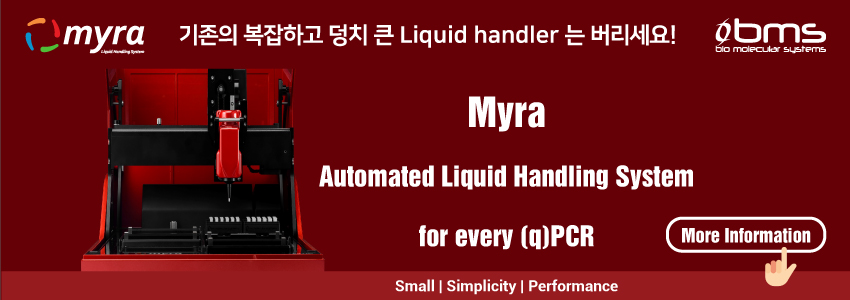 myra
Liquid Handling System
기존의 복잡하고 덩치 큰 Liquid handler 는 버리세요!
bms
bio molecular systems
Myra
Automated Liquid Handling System
for every (q)PCR
More Information
Small | Simplicity | Performance